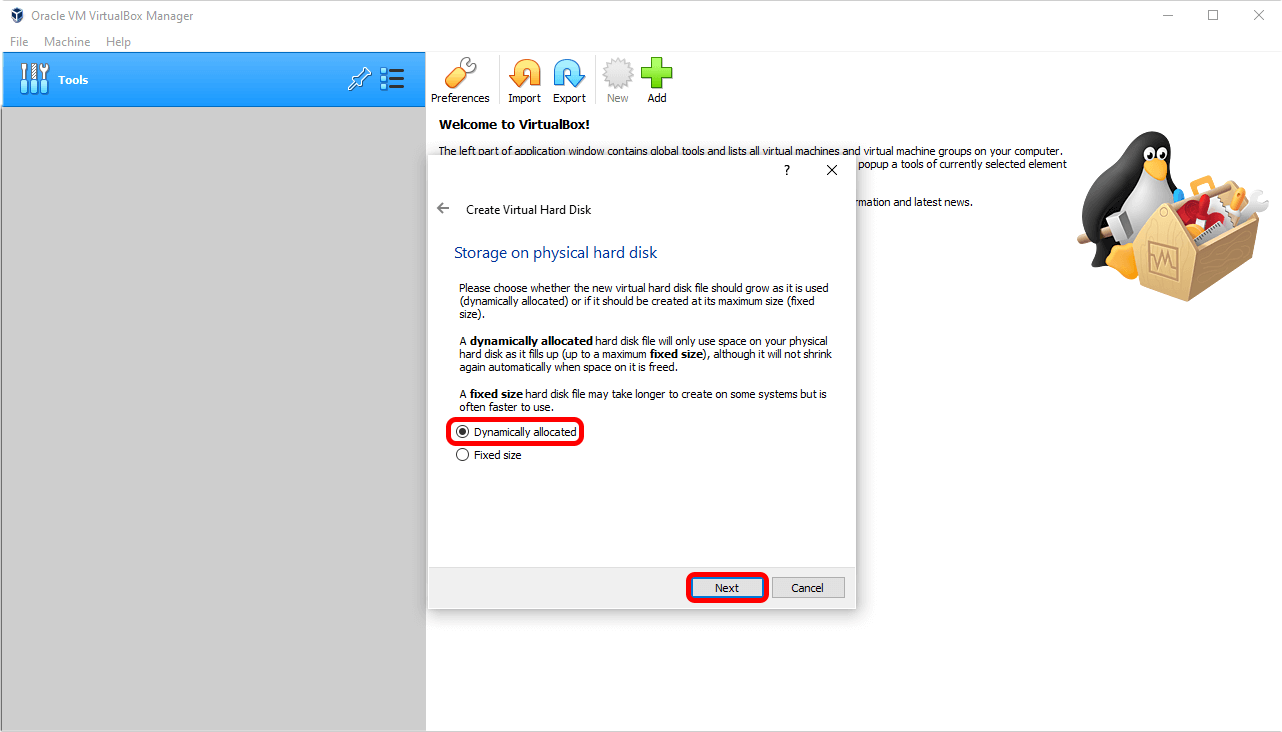 Oracle VM VirtualBox Manager
File Machine Help
Tools
Preferences Import Export New Add
Welcome to VirtualBox!
The left part of application window contains global tools and lists all virtual machines and virtual machine groups on your computer.
popup a tools of currently selected element
rmation and latest news.
?
Create Virtual Hard Disk
Storage on physical hard disk
Please choose whether the new virtual hard disk file should grow as it is used
(dynamically allocated) or if it should be created at its maximum size (fixed
size).
A dynamically allocated hard disk file will only use space on your physical
hard disk as it fills up (up to a maximum fixed size), although it will not shrink
again automatically when space on it is freed.
A fixed size hard disk file may take longer to create on some systems but is
often faster to use.
Dynamically allocated
Fixed size
Next Cancel